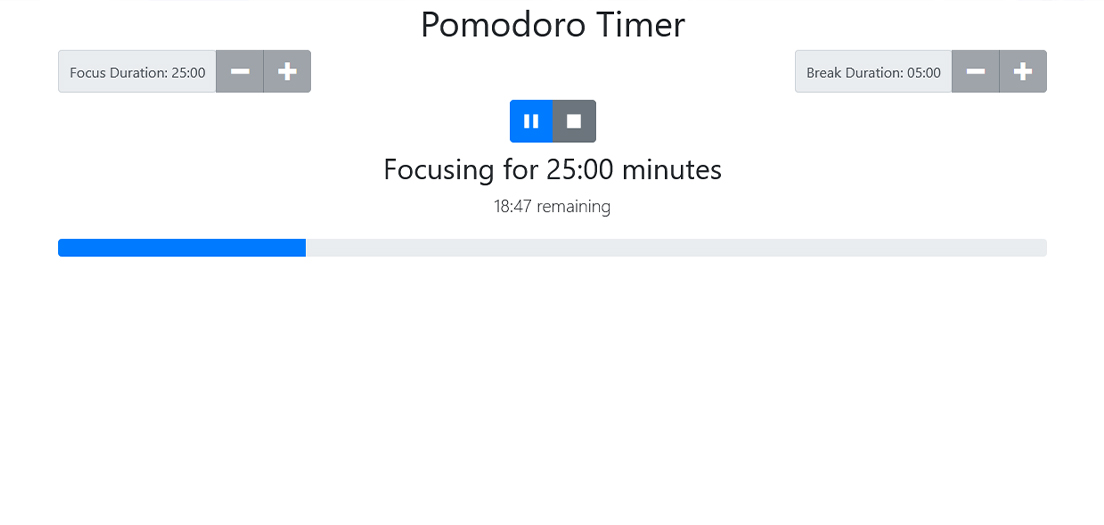 Pomodoro Timer
Focus Duration: 25:00
Break Duration: 05:00
Focusing for 25:00 minutes
18:47 remaining